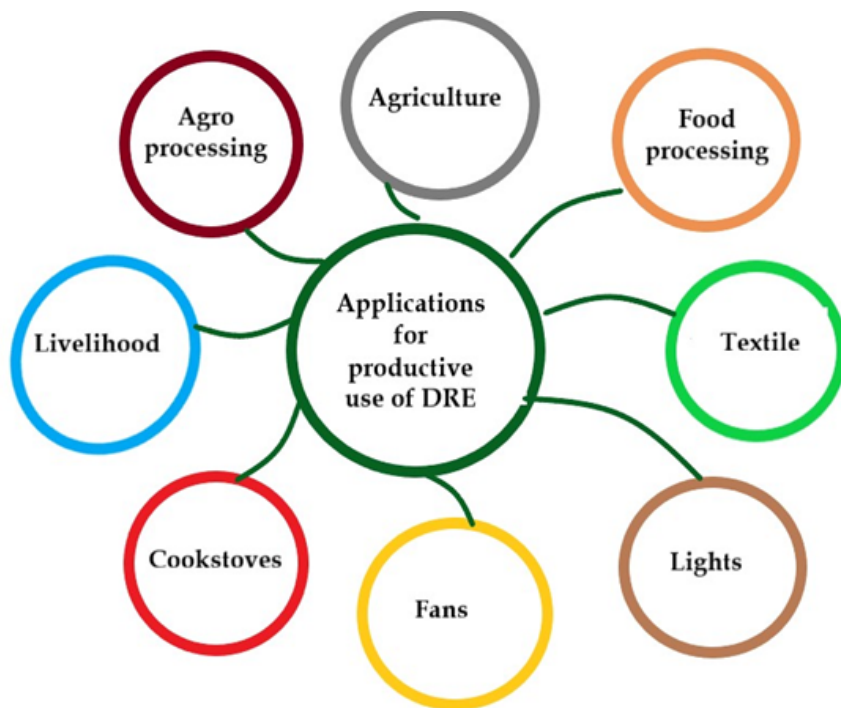 Agriculture
Agro
processing
Food
processing
Applications
for
productive
use of DRE
Livelihood
Textile
Cookstoves
Fans
Lights